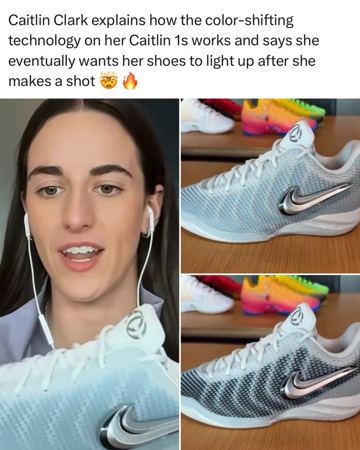 Caitlin Clark explains how the color-shifting
technology on her Caitlin 1s works and says she
eventually wants her shoes to light up after she
makes a shot 🤯🔥